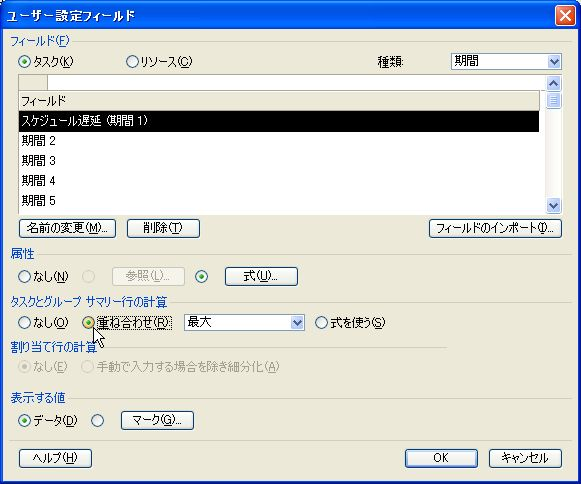 ユーザー設定フィールド
フィールド(F)
タスク(K) リソース(C) 種類: 期間
フィールド
スケジュール遅延 (期間 1)
期間 2
期間 3
期間 4
期間 5
名前の変更(M)... 削除(T) フィールドのインポート(I)...
属性
なし(N) 参照(L)... 式(U)...
タスクとグループ サマリー行の計算
なし(O) 重ね合わせ(R): 最大 式を使う(S)
割り当て行の計算
なし(E) 手動で入力する場合を除き細分化(A)
表示する値
データ(D) マーク(G)...
ヘルプ(H) OK キャンセル